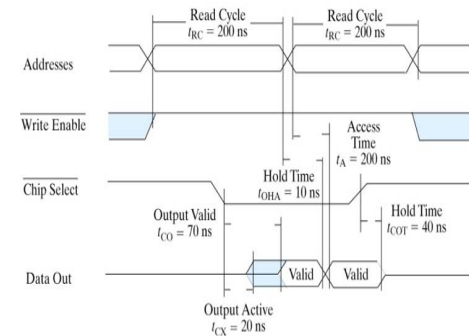 Read Cycle
tRC = 200 ns
Read Cycle
tRC = 200 ns
Addresses
Write Enable
Access
Time
tA = 200 ns
Hold Time
tOHA = 10 ns
Chip Select
Output Valid
tCO = 70 ns
Hold Time
tCOT = 40 ns
Data Out
Valid
Valid
Output Active
tCX = 20 ns